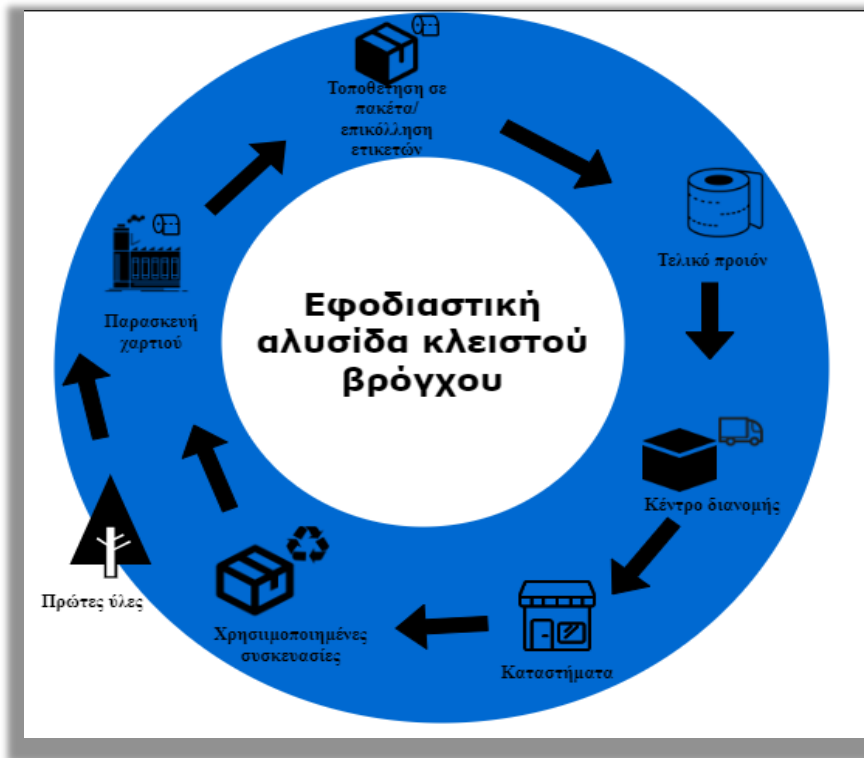 Τοποθέτηση σε
πακέτα/
επικόλληση
ετικετών
Τελικό προιόν
Παρασκευή
χαρτιού
Εφοδιαστική
αλυσίδα κλειστού
βρόγχου
Κέντρο διανομής
Πρώτες ύλες
Χρησιιμοποιημένες
συσκευασίες
Καταστήματα